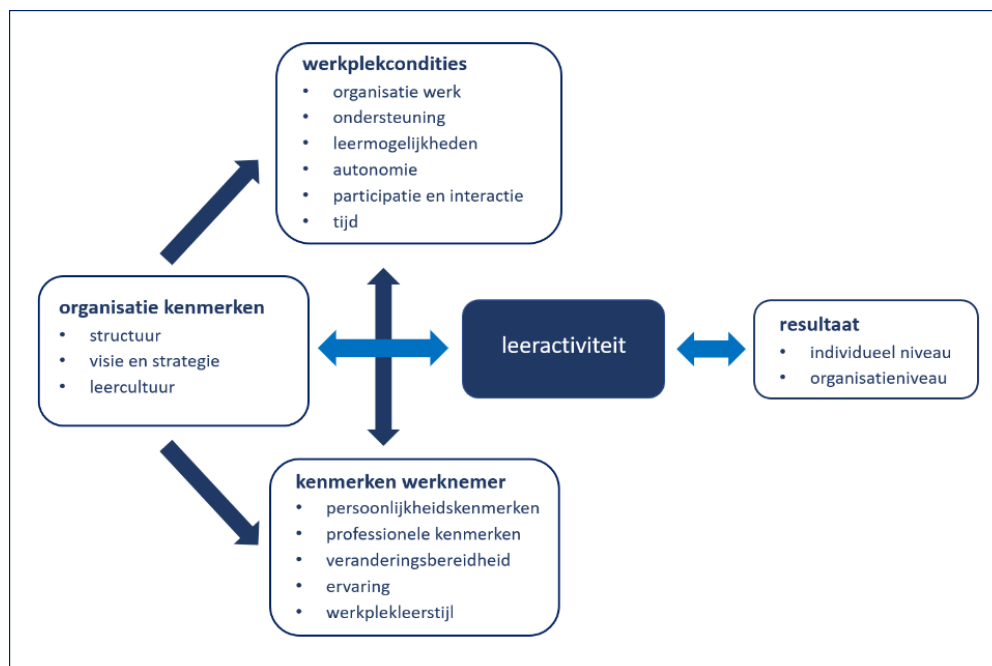 werkplekcondities
• organisatie werk
• ondersteuning
• leermogelijkheden
• autonomie
• participatie en interactie
• tijd
organisatie kenmerken
• structuur
• visie en strategie
• leercultuur
leeractiviteit
resultaat
• individueel niveau
• organisatieniveau
kenmerken werknemer
• persoonlijkheidskenmerken
• professionele kenmerken
• veranderingsbereidheid
• ervaring
• werkplekleerstijl